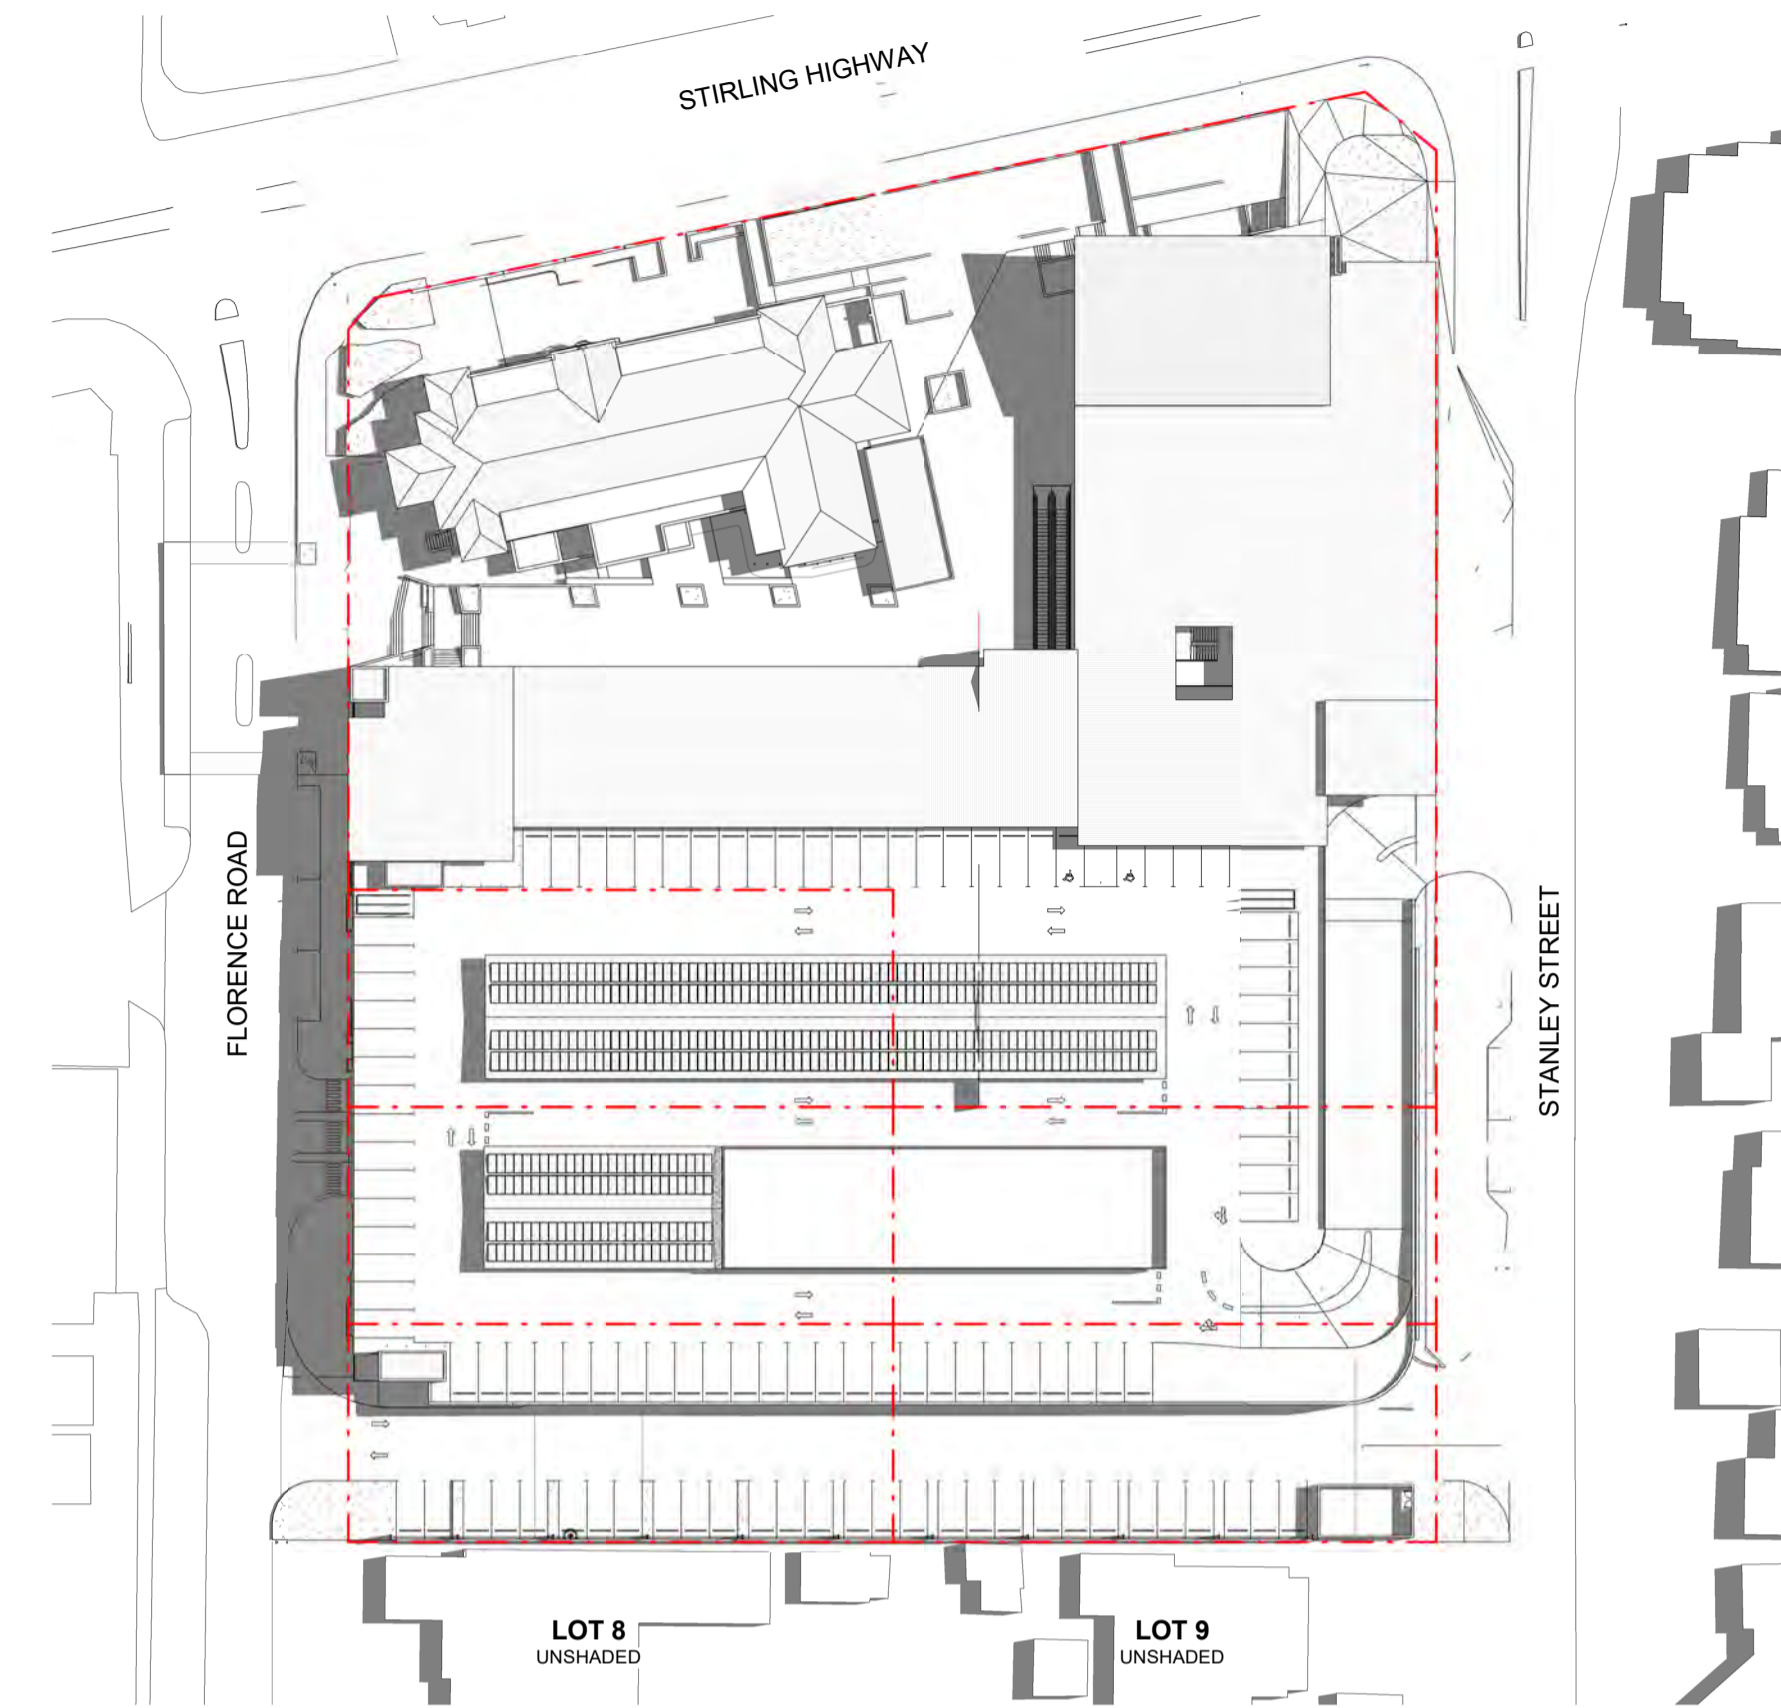 STIRLING HIGHWAY
FLORENCE ROAD
STANLEY STREET
LOT 8
UNSHADED
LOT 9
UNSHADED